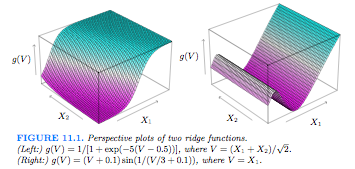 g(V)
g(V)
X2
X1
X2
X1
FIGURE 11.1. Perspective plots of two ridge functions.
(Left:) g(V) = 1/[1 + exp(−5(V − 0.5))], where V = (X1 + X2)/√2.
(Right:) g(V) = (V + 0.1) sin(1/(V/3 + 0.1)), where V = X1.